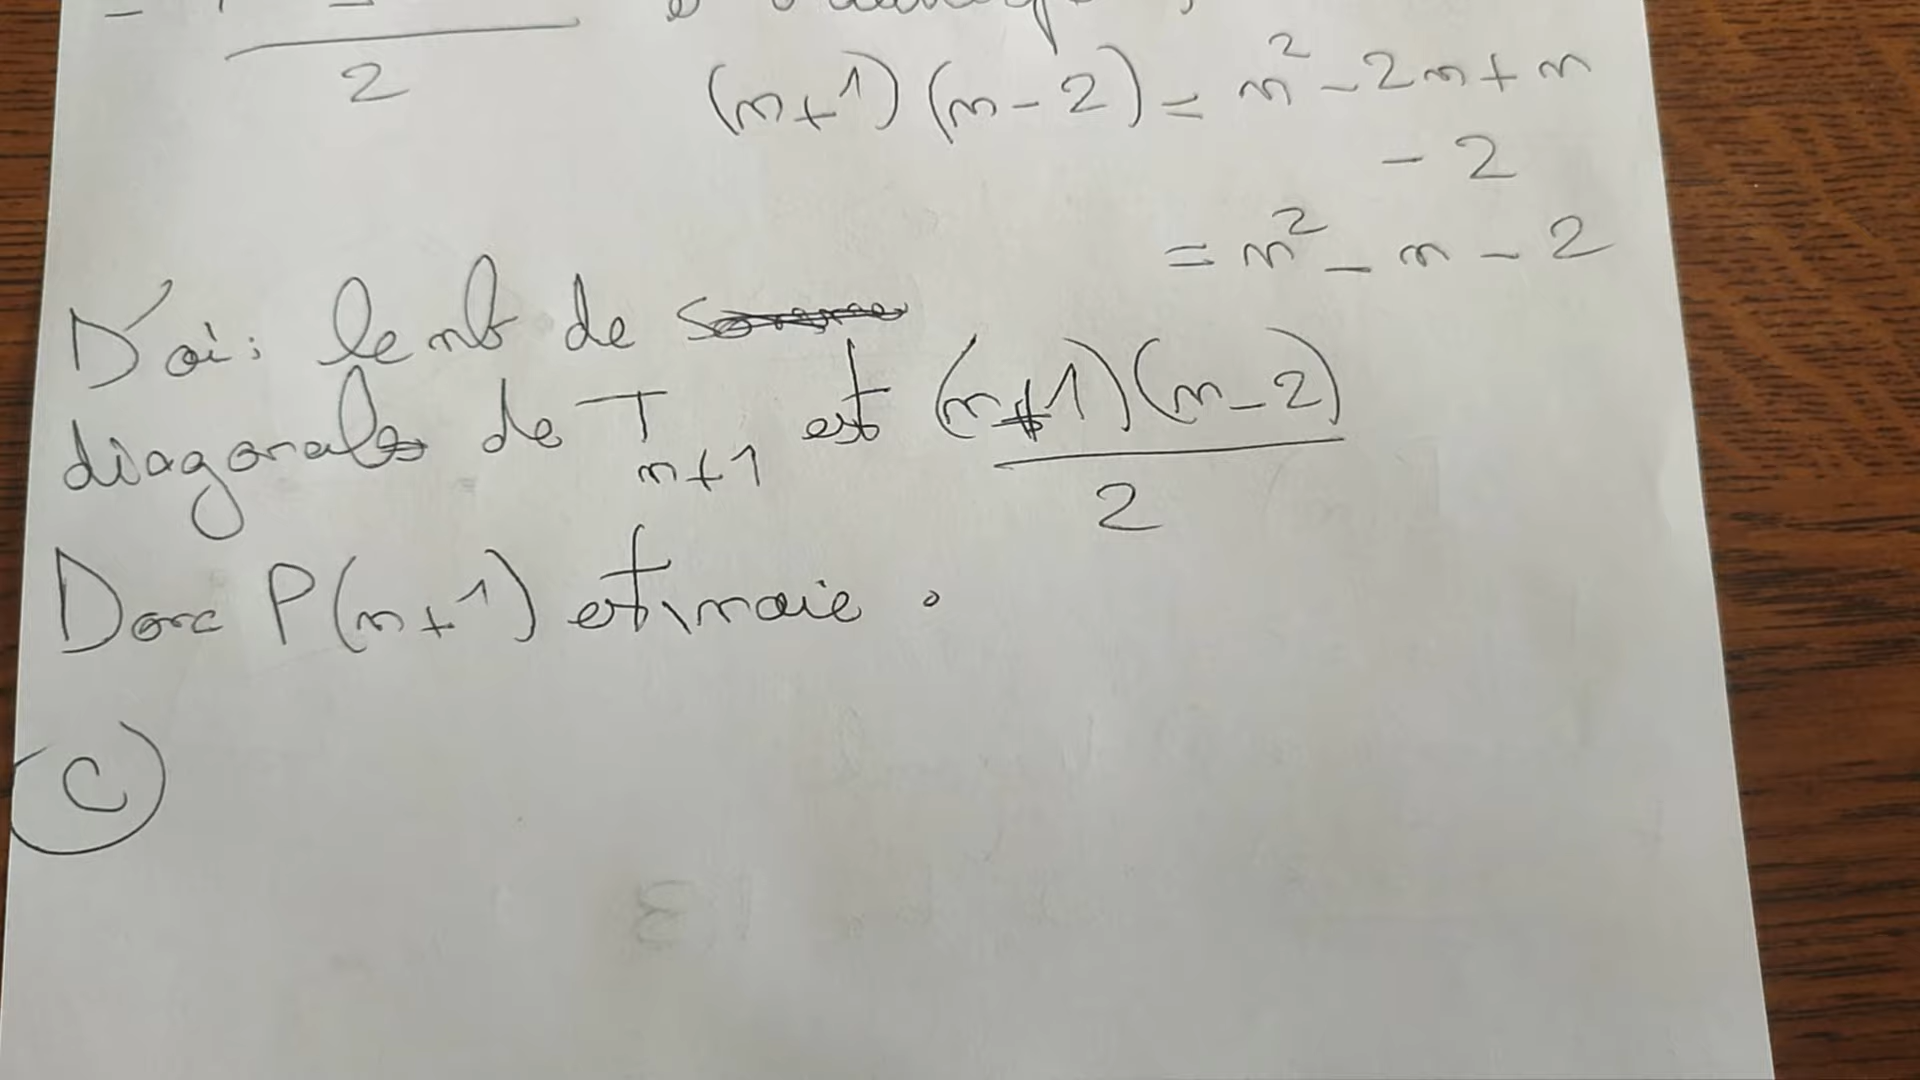 2
(n+1)(n-2) = n² - 2n + n
- 2
= n² - n - 2
D'où: le nb de
diagonales de T_{n+1} est (n+1)(n-2)
2
Donc P(n+1) est vraie.
C